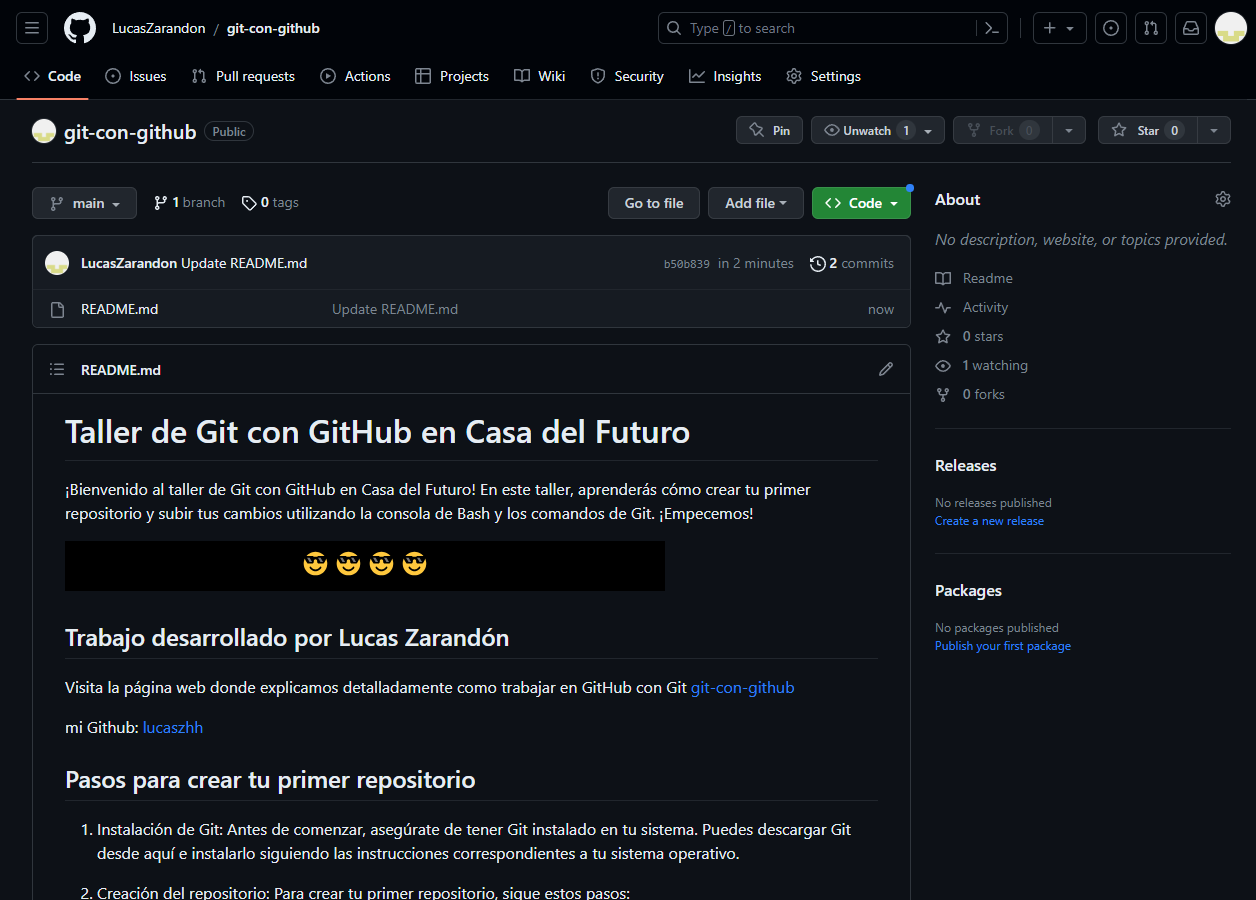 LucasZarandon / git-con-github
Type / to search
Code Issues Pull requests Actions Projects Wiki Security Insights Settings
git-con-github Public
Pin Unwatch 1 Fork 0 Star 0
main 1 branch 0 tags Go to file Add file Code
LucasZarandon Update README.md b50b839 in 2 minutes 2 commits
README.md Update README.md now
README.md
Taller de Git con GitHub en Casa del Futuro
¡Bienvenido al taller de Git con GitHub en Casa del Futuro! En este taller, aprenderás cómo crear tu primer
repositorio y subir tus cambios utilizando la consola de Bash y los comandos de Git. ¡Empecemos!
Trabajo desarrollado por Lucas Zarandón
Visita la página web donde explicamos detalladamente como trabajar en GitHub con Git git-con-github
mi Github: lucaszhh
Pasos para crear tu primer repositorio
1. Instalación de Git: Antes de comenzar, asegúrate de tener Git instalado en tu sistema. Puedes descargar Git
desde aquí e instalarlo siguiendo las instrucciones correspondientes a tu sistema operativo.
2. Creación del repositorio: Para crear tu primer repositorio, sigue estos pasos:
About
No description, website, or topics provided.
Readme
Activity
0 stars
1 watching
0 forks
Releases
No releases published
Create a new release
Packages
No packages published
Publish your first package